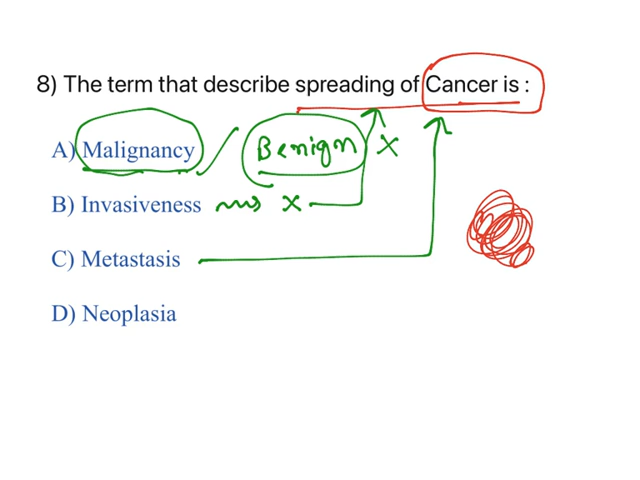 8) The term that describe spreading of Cancer is :
A) Malignancy ✓ Benign X
B) Invasiveness X
C) Metastasis
D) Neoplasia